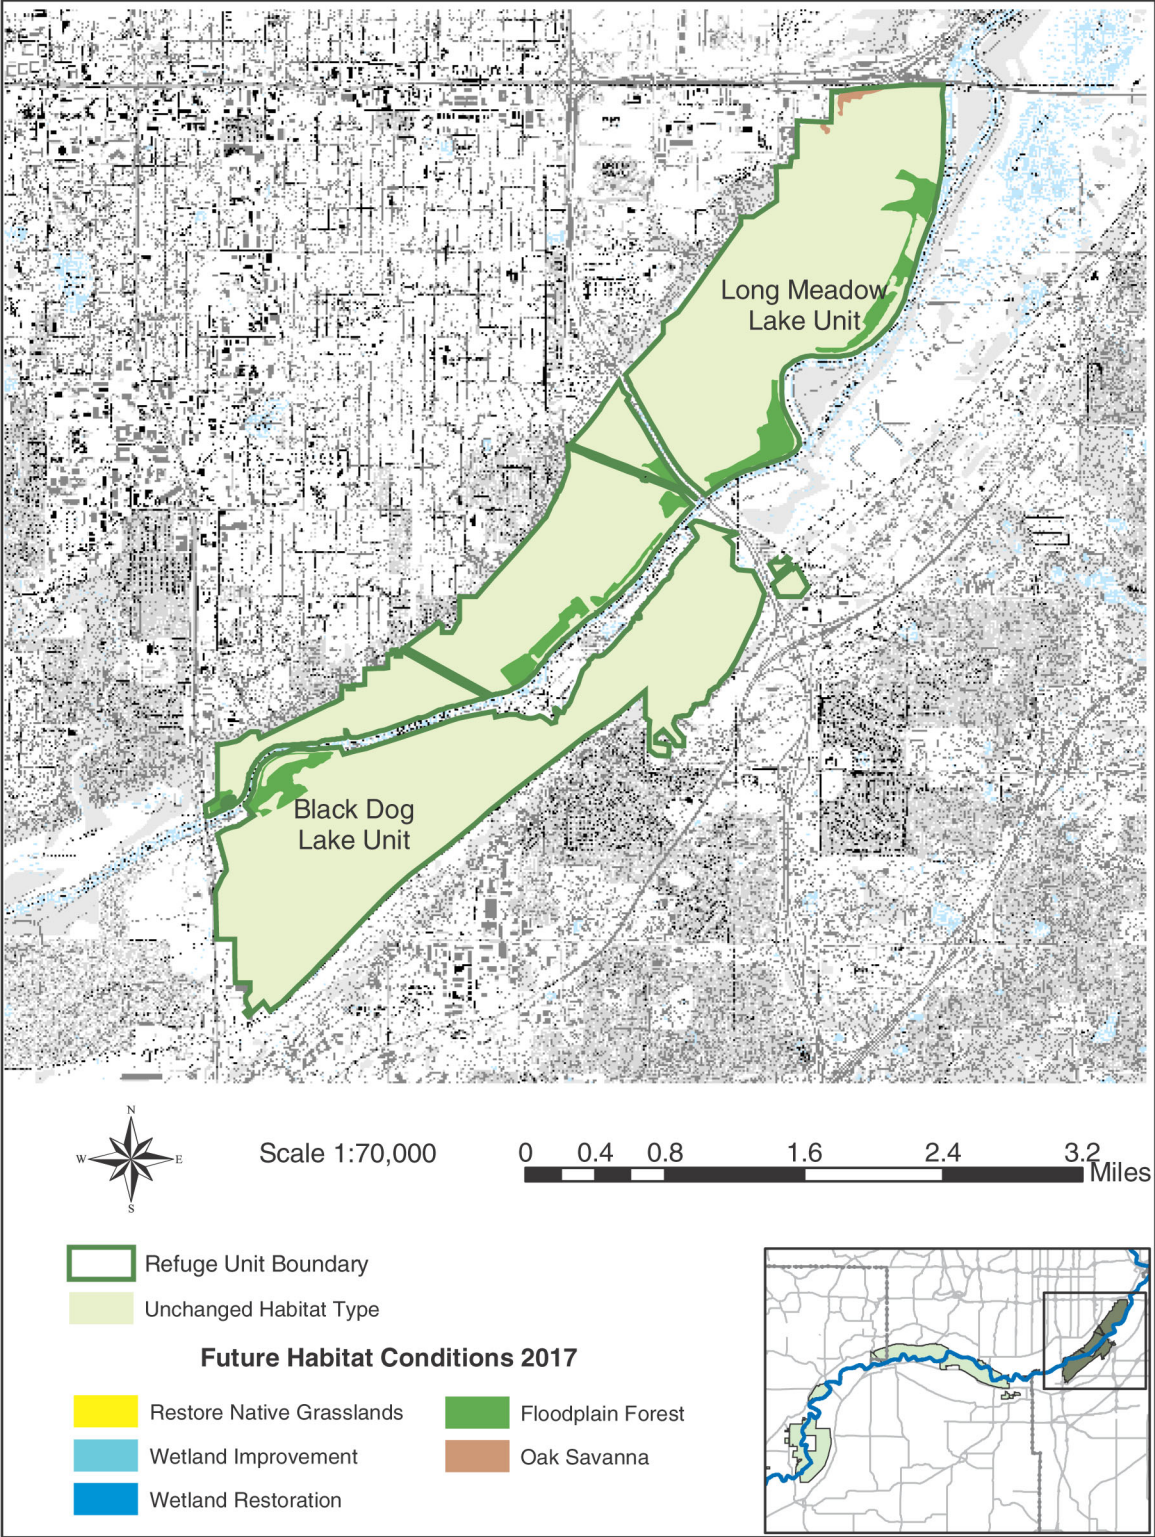 Long Meadow
Lake Unit
Black Dog
Lake Unit
N
W
E
S
Scale 1:70,000
0 0.4 0.8 1.6 2.4 3.2
Miles
Refuge Unit Boundary
Unchanged Habitat Type
Future Habitat Conditions 2017
Restore Native Grasslands
Floodplain Forest
Wetland Improvement
Oak Savanna
Wetland Restoration